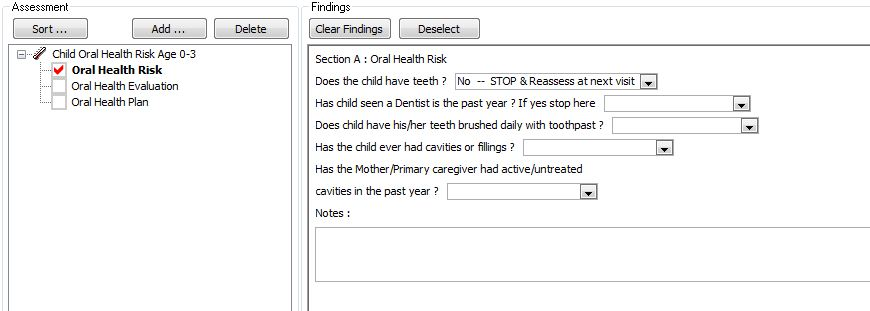 Assessment
Sort ...
Add ...
Delete
Child Oral Health Risk Age 0-3
Oral Health Risk
Oral Health Evaluation
Oral Health Plan
Findings
Clear Findings
Deselect
Section A : Oral Health Risk
Does the child have teeth ? No -- STOP & Reassess at next visit
Has child seen a Dentist is the past year ? If yes stop here
Does child have his/her teeth brushed daily with toothpast ?
Has the child ever had cavities or fillings ?
Has the Mother/Primary caregiver had active/untreated
cavities in the past year ?
Notes :